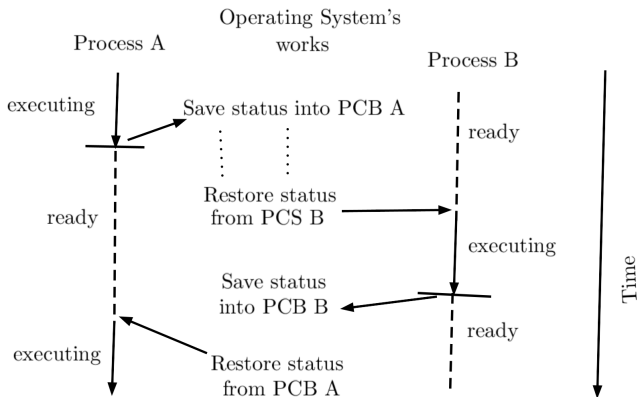 Operating System's
works
Process A
Process B
executing
Save status into PCB A
ready
Restore status
from PCS B
ready
executing
Save status
into PCB B
Time
ready
executing
Restore status
from PCB A